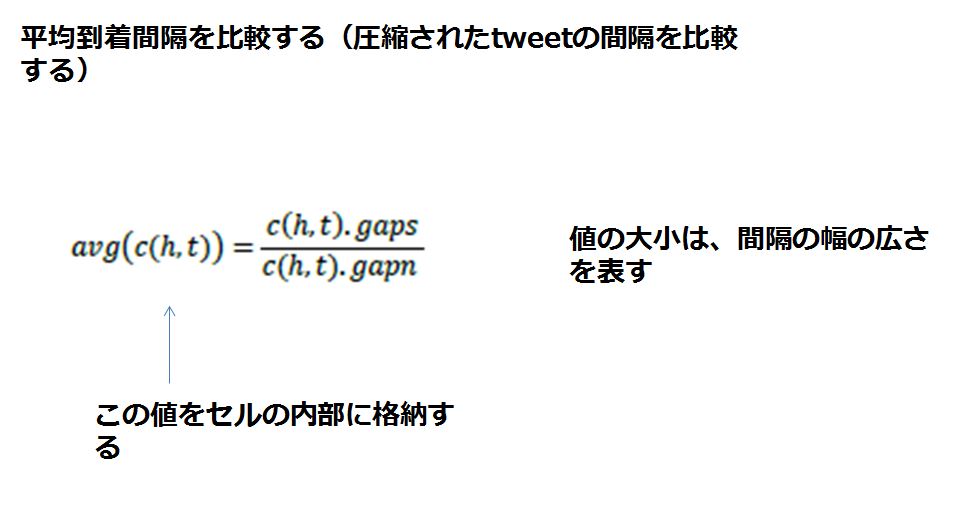 平均到着間隔を比較する（圧縮されたtweetの間隔を比較
する）
avg(c(h,t)) = c(h,t).gaps / c(h,t).gapn
値の大小は、間隔の幅の広さ
を表す
この値をセルの内部に格納す
る